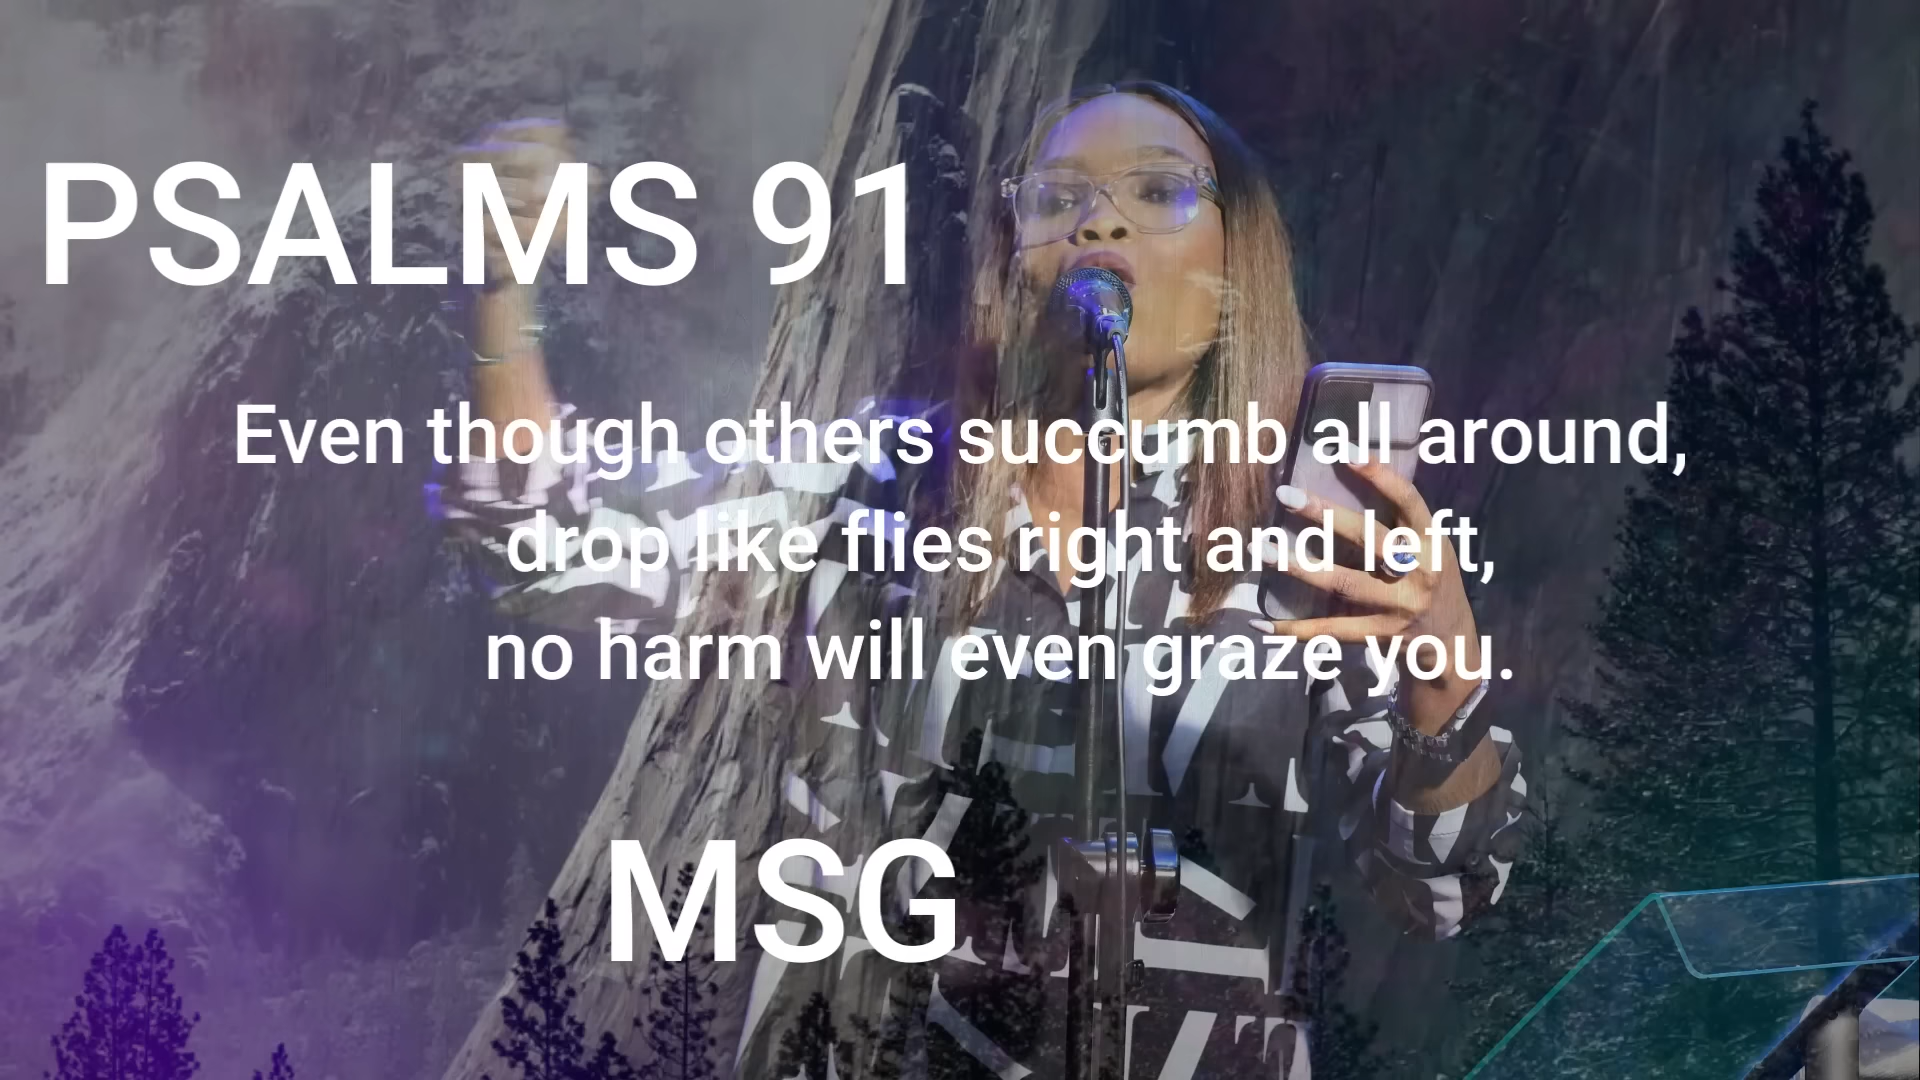 PSALMS 91
Even though others succumb all around,
drop like flies right and left,
no harm will even graze you.
MSG